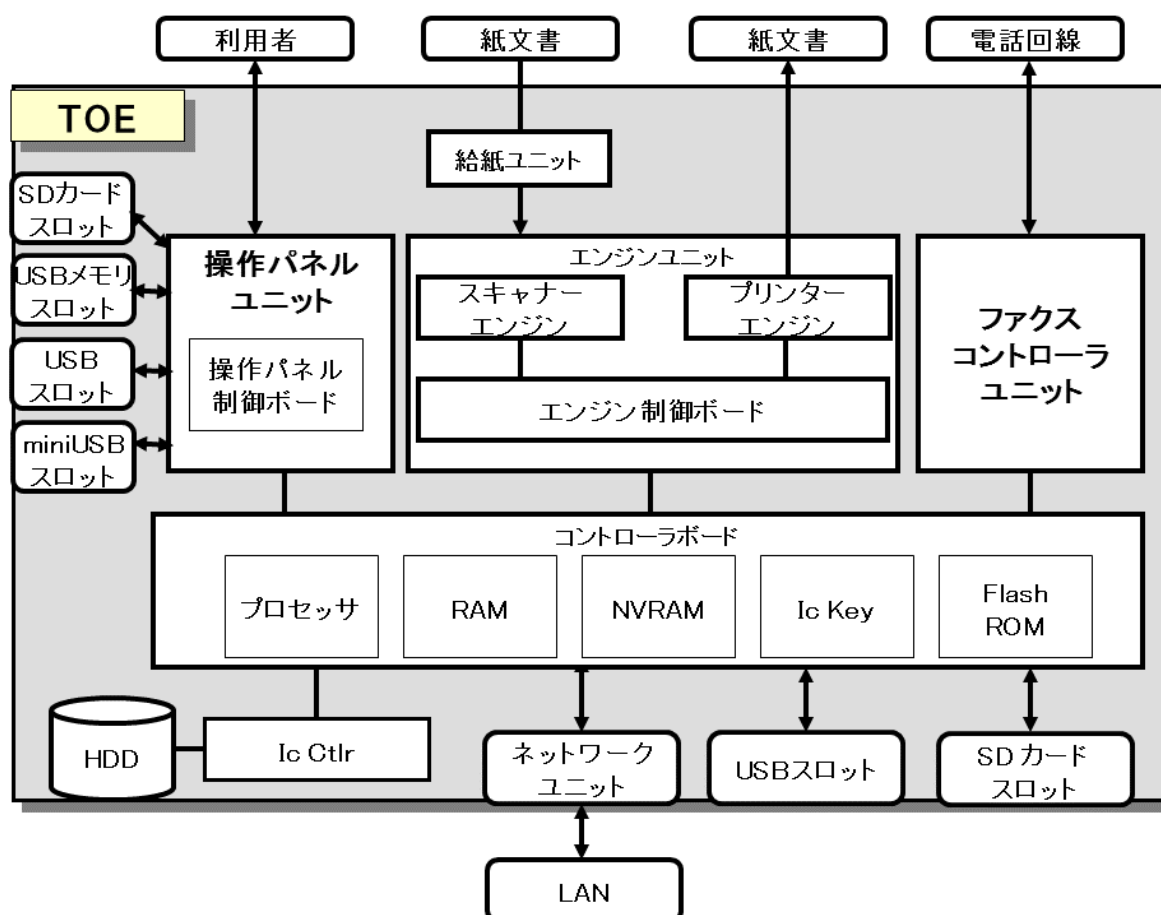 利用者
紙文書
紙文書
電話回線
TOE
給紙ユニット
SDカード
スロット
USBメモリ
スロット
USB
スロット
miniUSB
スロット
操作パネル
ユニット
操作パネル
制御ボード
エンジンユニット
スキャナー
エンジン
プリンター
エンジン
エンジン制御ボード
ファクス
コントローラ
ユニット
コントローラボード
プロセッサ
RAM
NVRAM
Ic Key
Flash
ROM
HDD
Ic Ctlr
ネットワーク
ユニット
USBスロット
SDカード
スロット
LAN